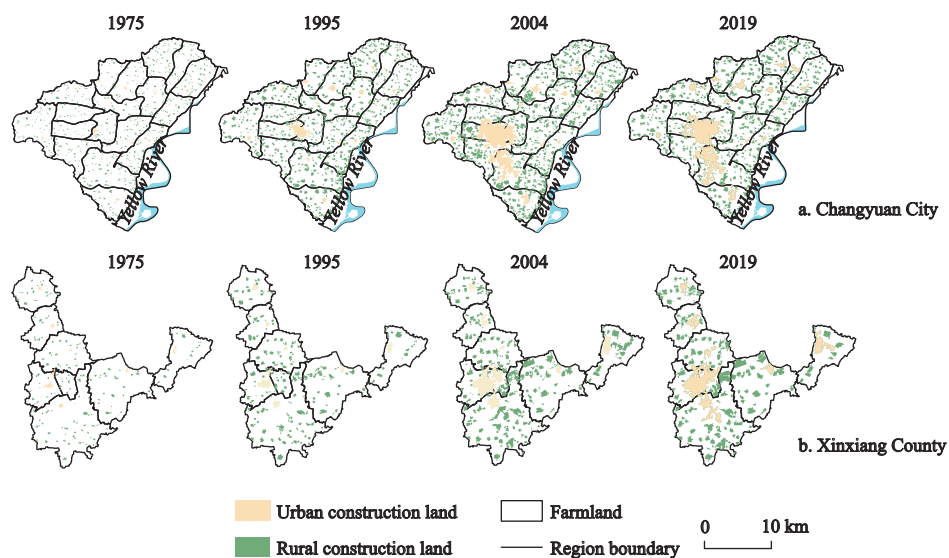 1975 1995 2004 2019
Yellow River Yellow River Yellow River Yellow River
a. Changyuan City
1975 1995 2004 2019
b. Xinxiang County
Urban construction land Farmland 0 10 km
Rural construction land Region boundary